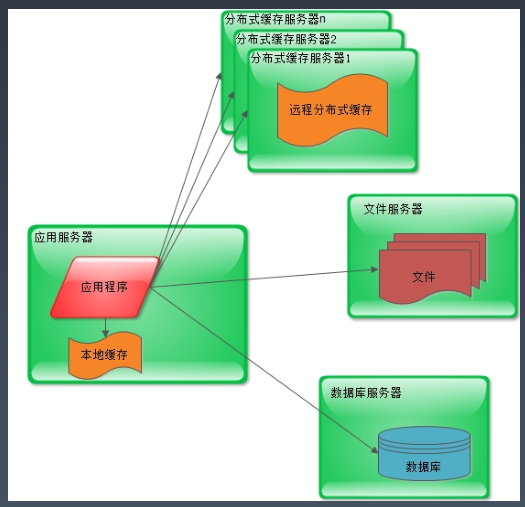 分布式缓存服务器n
分布式缓存服务器2
分布式缓存服务器1
远程分布式缓存
文件服务器
文件
应用服务器
应用程序
本地缓存
数据库服务器
数据库